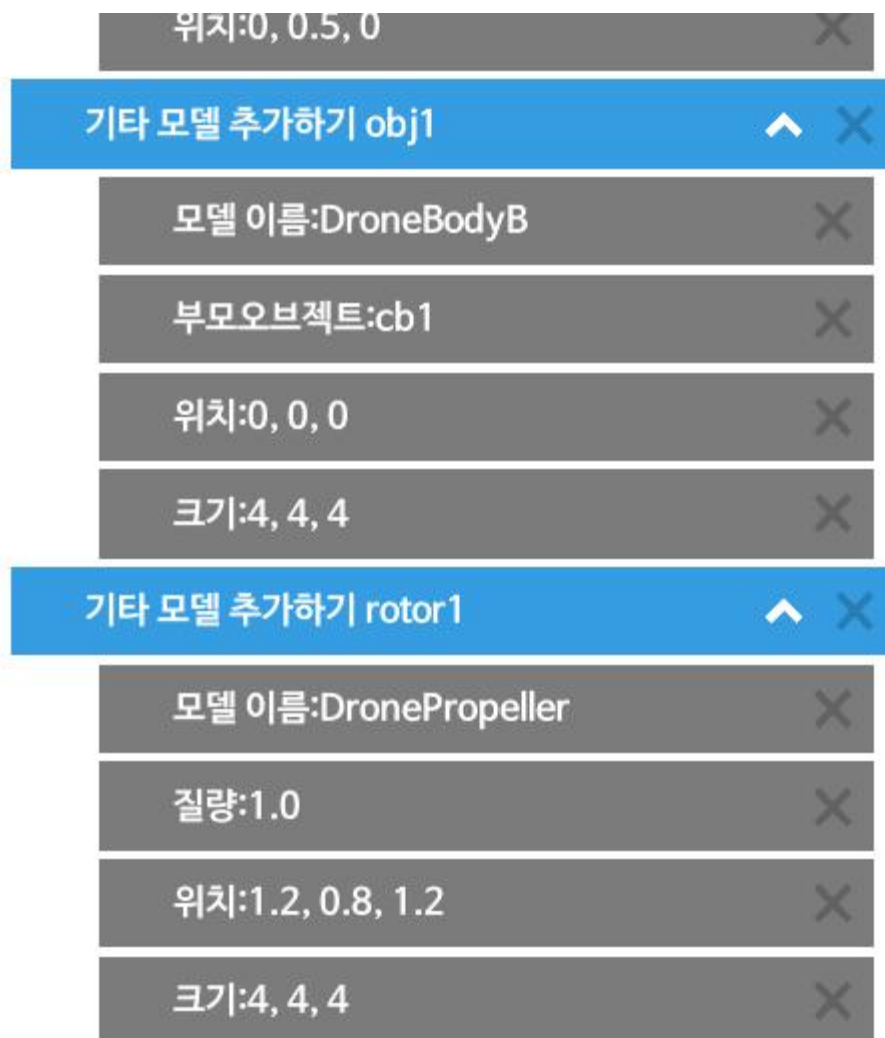 위치:0, 0.5, 0
기타 모델 추가하기 obj1
모델 이름:DroneBodyB
부모오브젝트:cb1
위치:0, 0, 0
크기:4, 4, 4
기타 모델 추가하기 rotor1
모델 이름:DronePropeller
질량:1.0
위치:1.2, 0.8, 1.2
크기:4, 4, 4